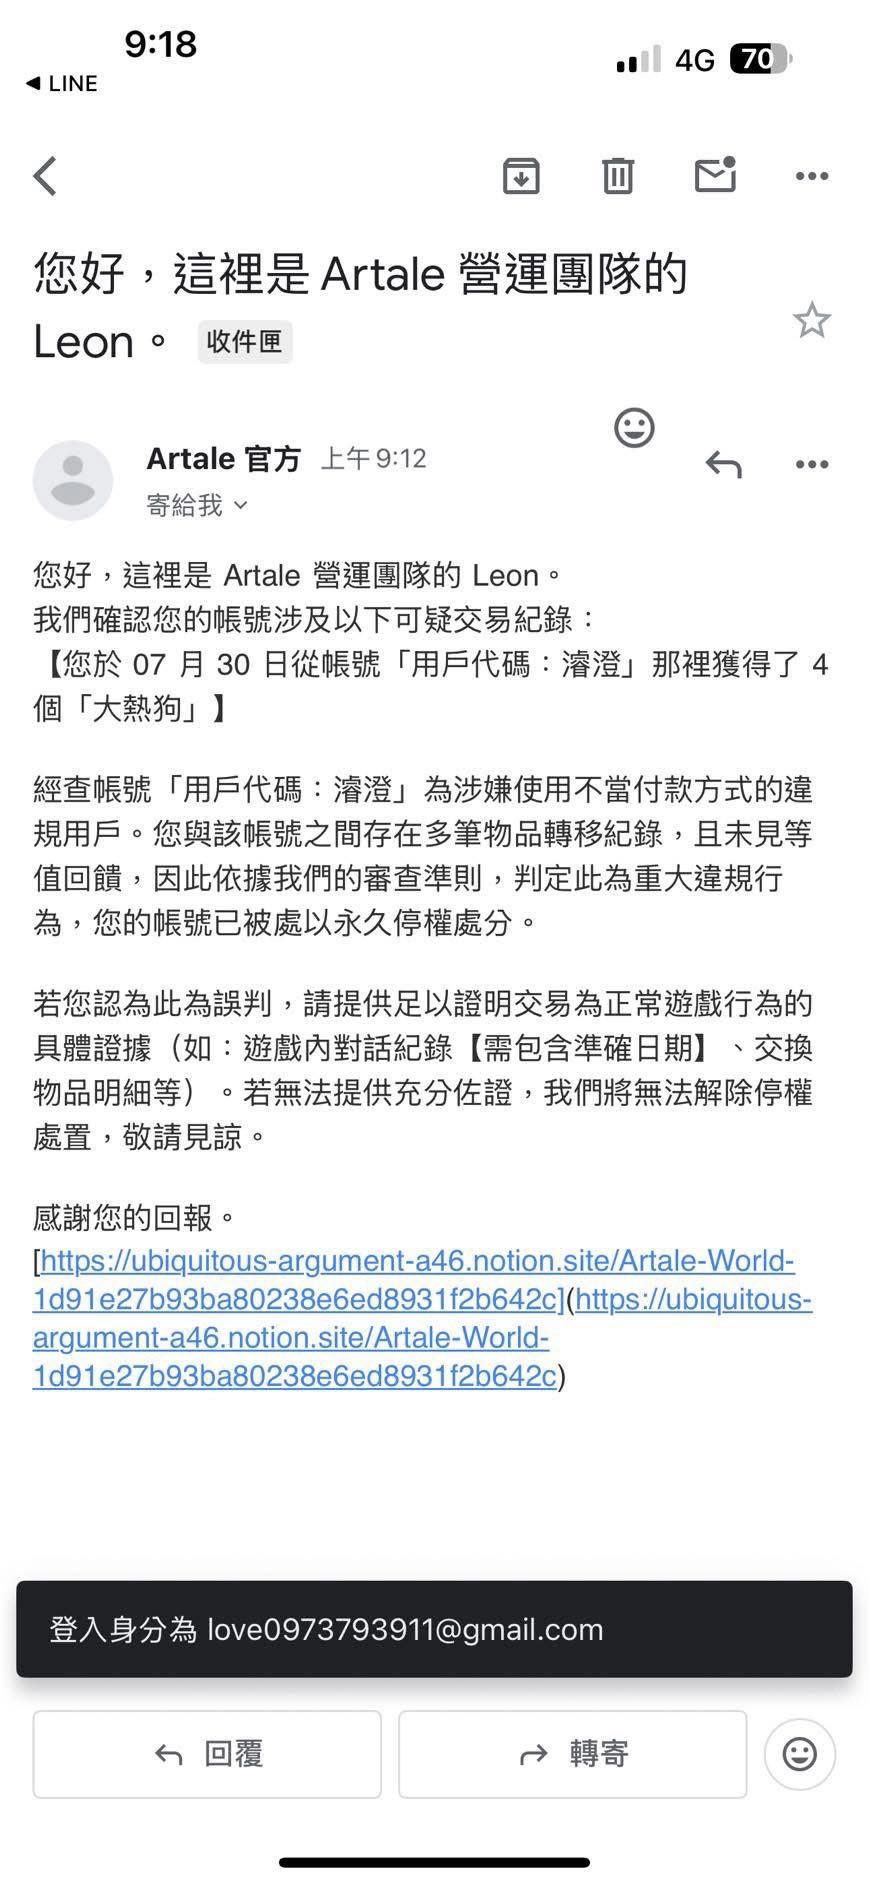 9:18
4G
70
◀ LINE
您好，這裡是 Artale 營運團隊的
Leon。 收件匣
Artale 官方 上午 9:12
寄給我
您好，這裡是 Artale 營運團隊的 Leon。
我們確認您的帳號涉及以下可疑交易紀錄：
【您於 07 月 30 日從帳號「用戶代碼：濬澄」那裡獲得了 4
個「大熱狗」】
經查帳號「用戶代碼：濬澄」為涉嫌使用不當付款方式的違
規用戶。您與該帳號之間存在多筆物品轉移紀錄，且未見等
值回饋，因此依據我們的審查準則，判定此為重大違規行
為，您的帳號已被處以永久停權處分。
若您認為此為誤判，請提供足以證明交易為正常遊戲行為的
具體證據（如：遊戲內對話紀錄【需包含準確日期】、交換
物品明細等）。若無法提供充分佐證，我們將無法解除停權
處置，敬請見諒。
感謝您的回報。
[https://ubiquitous-argument-a46.notion.site/Artale-World-
1d91e27b93ba80238e6ed8931f2b642c](https://ubiquitous-
argument-a46.notion.site/Artale-World-
1d91e27b93ba80238e6ed8931f2b642c)
登入身分為 love0973793911@gmail.com
回覆
轉寄